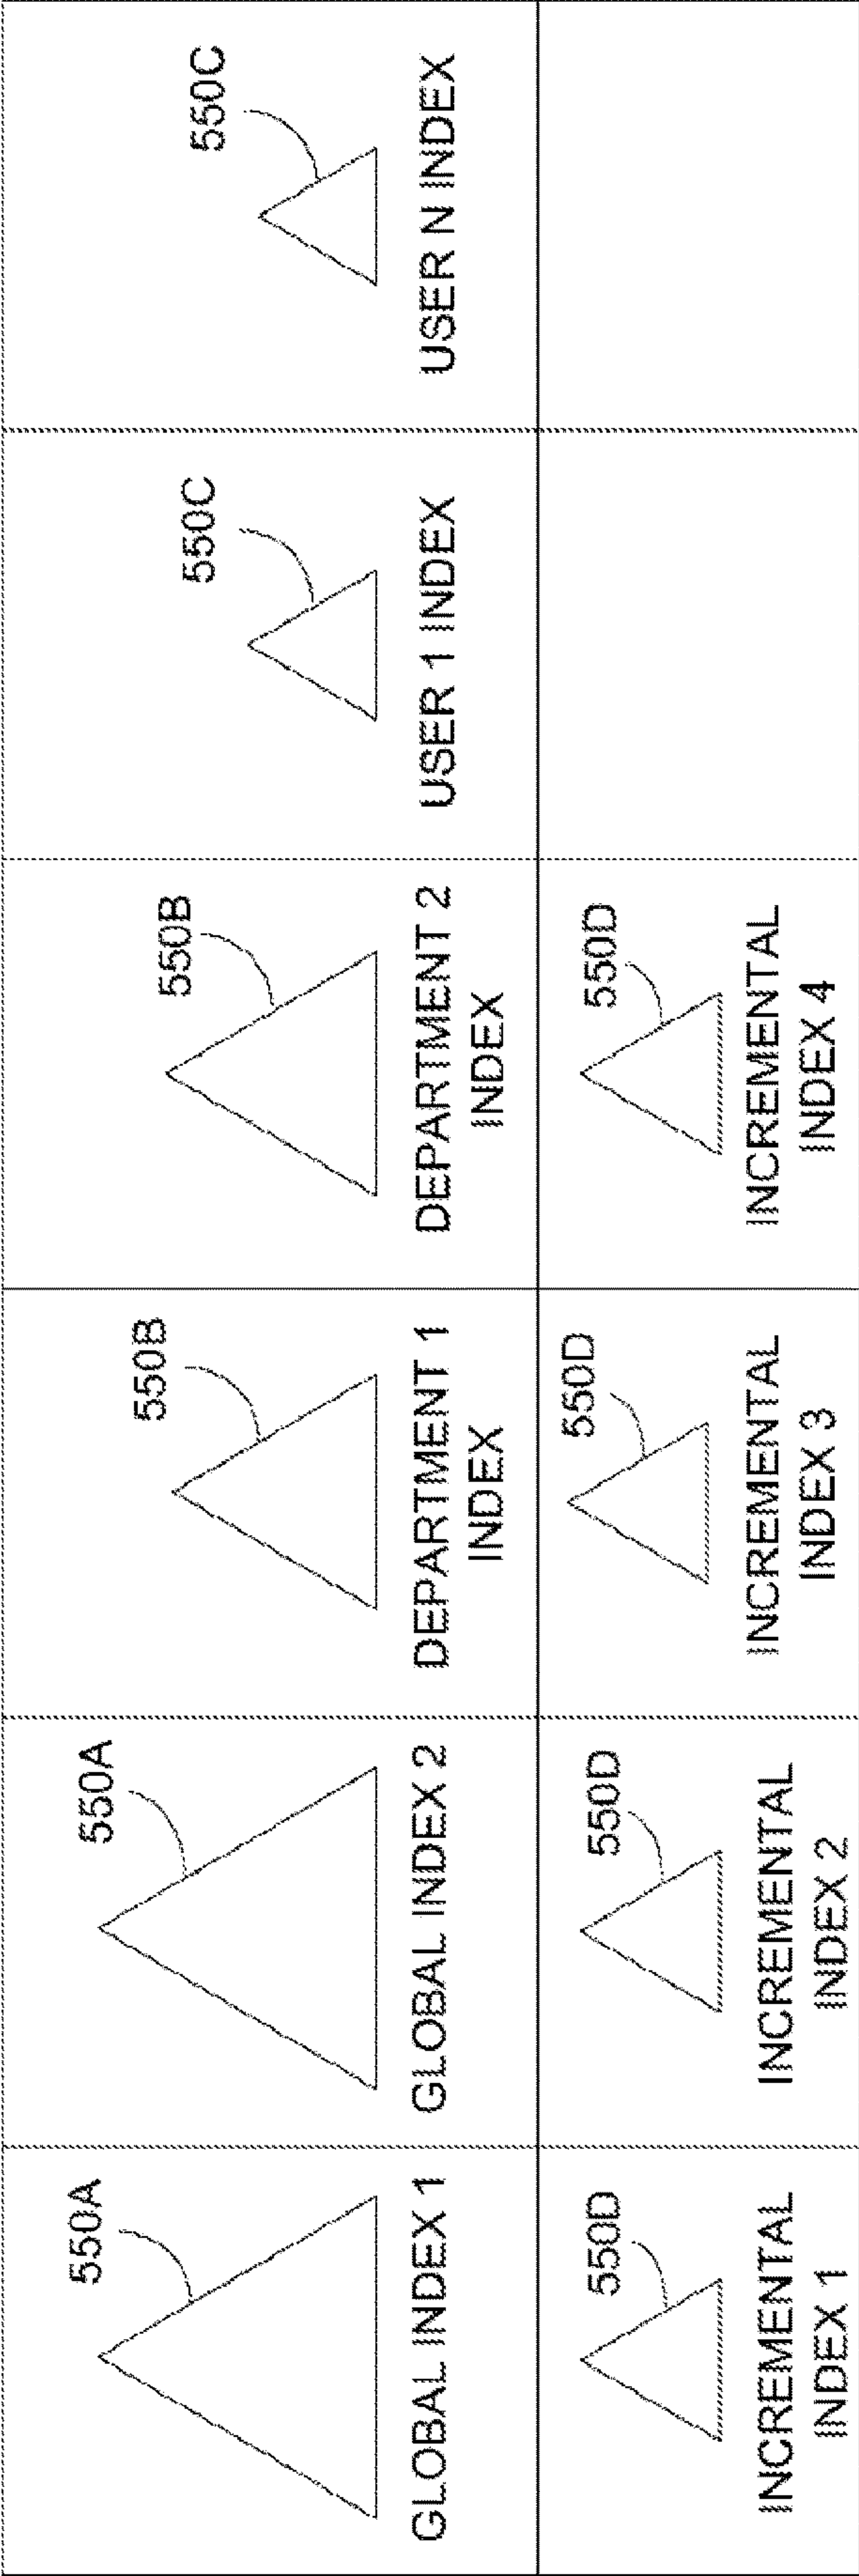 550A
GLOBAL INDEX 1
550A
GLOBAL INDEX 2
550B
DEPARTMENT 1
INDEX
550B
DEPARTMENT 2
INDEX
550C
USER 1 INDEX
550C
USER N INDEX
550D
INCREMENTAL
INDEX 1
550D
INCREMENTAL
INDEX 2
550D
INCREMENTAL
INDEX 3
550D
INCREMENTAL
INDEX 4